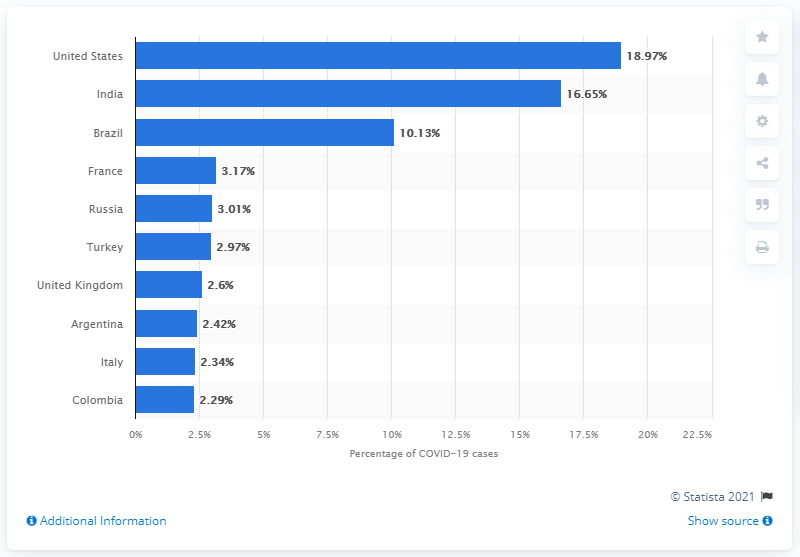 United States 18.97%
India 16.65%
Brazil 10.13%
France 3.17%
Russia 3.01%
Turkey 2.97%
United Kingdom 2.6%
Argentina 2.42%
Italy 2.34%
Colombia 2.29%
0% 2.5% 5% 7.5% 10% 12.5% 15% 17.5% 20% 22.5%
Percentage of COVID-19 cases
© Statista 2021
Additional Information Show source